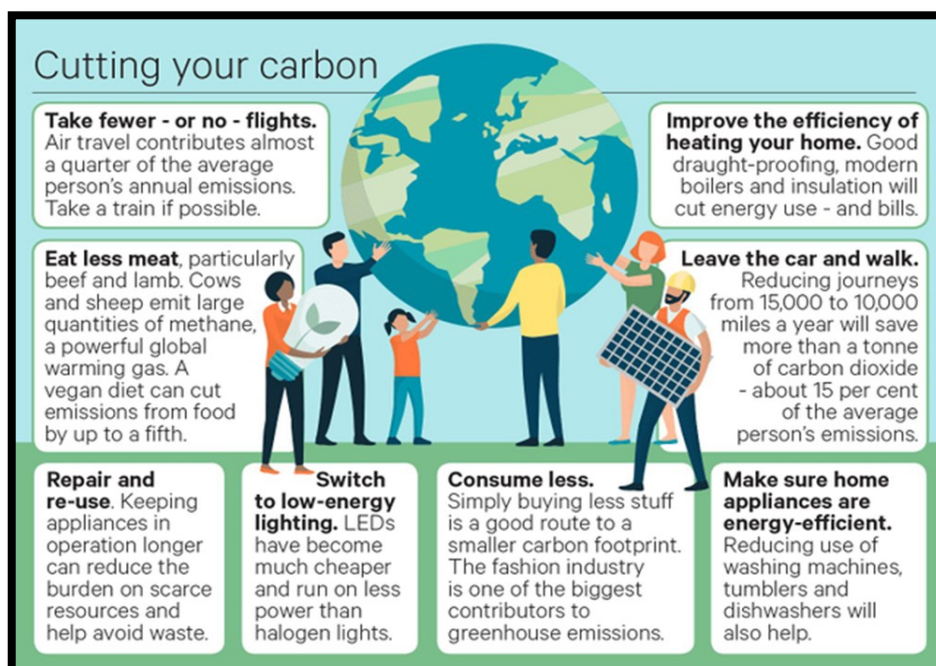 Cutting your carbon
Take fewer - or no - flights.
Air travel contributes almost
a quarter of the average
person's annual emissions.
Take a train if possible.
Improve the efficiency of
heating your home. Good
draught-proofing, modern
boilers and insulation will
cut energy use - and bills.
Eat less meat, particularly
beef and lamb. Cows
and sheep emit large
quantities of methane,
a powerful global
warming gas. A
vegan diet can cut
emissions from food
by up to a fifth.
Leave the car and walk.
Reducing journeys
from 15,000 to 10,000
miles a year will save
more than a tonne
of carbon dioxide
- about 15 per cent
of the average
person's emissions.
Repair and
re-use. Keeping
appliances in
operation longer
can reduce the
burden on scarce
resources and
help avoid waste.
Switch
to low-energy
lighting. LEDs
have become
much cheaper
and run on less
power than
halogen lights.
Consume less.
Simply buying less stuff
is a good route to a
smaller carbon footprint.
The fashion industry
is one of the biggest
contributors to
greenhouse emissions.
Make sure home
appliances are
energy-efficient.
Reducing use of
washing machines,
tumblers and
dishwashers will
also help.